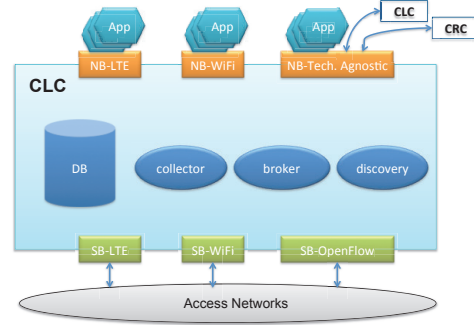 App
App
App
CLC
CRC
NB-LTE
NB-WiFi
NB-Tech. Agnostic
CLC
DB
collector
broker
discovery
SB-LTE
SB-WiFi
SB-OpenFlow
Access Networks